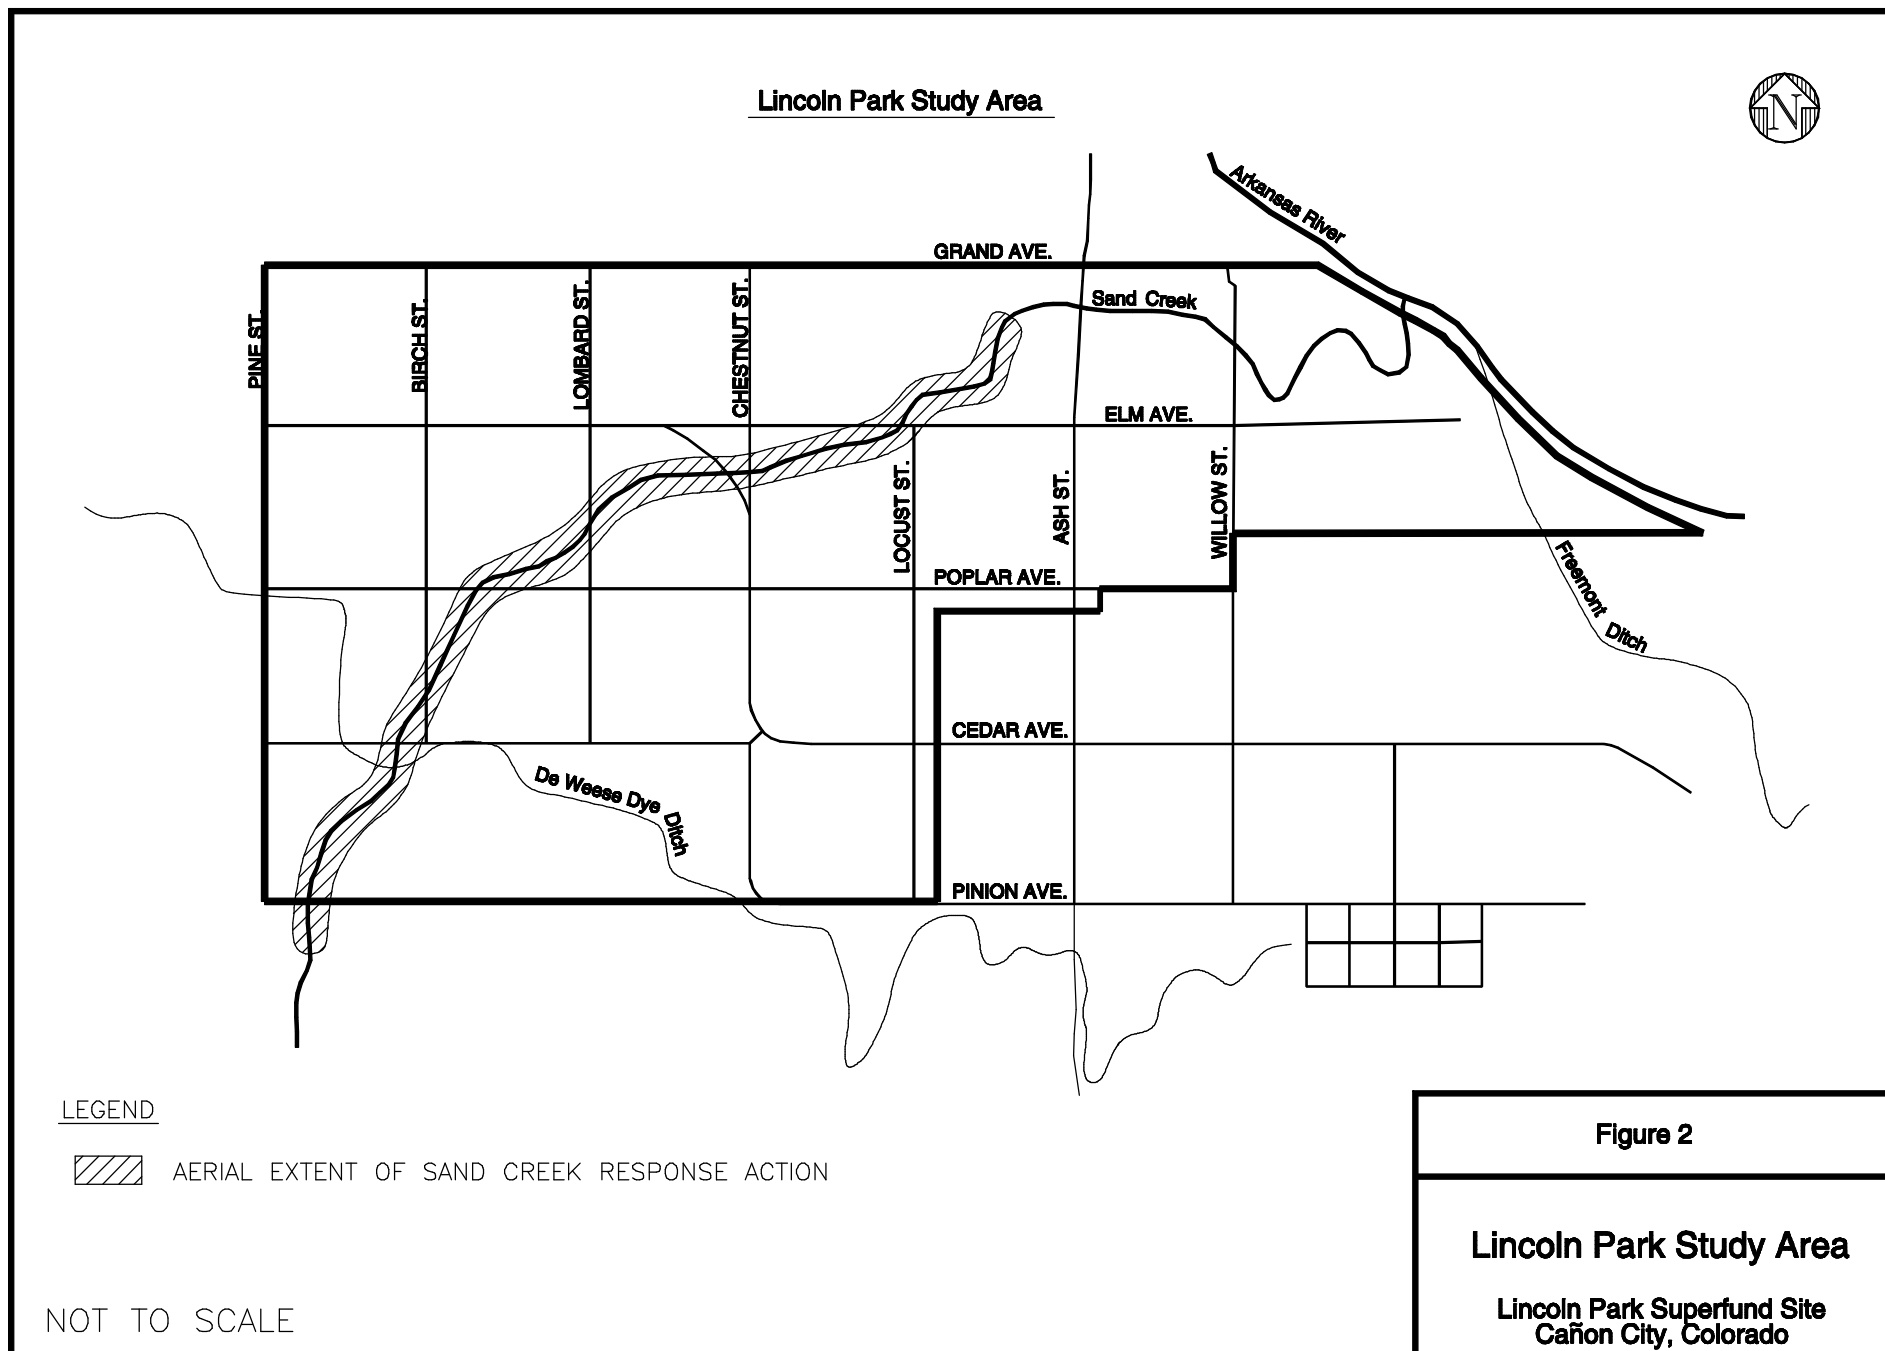 Lincoln Park Study Area
N
Arkansas River
GRAND AVE.
Sand Creek
PINE ST.
BIRCH ST.
LOMBARD ST.
CHESTNUT ST.
ELM AVE.
LOCUST ST.
ASH ST.
WILLOW ST.
POPLAR AVE.
Freemont Ditch
CEDAR AVE.
De Weese Dye Ditch
PINION AVE.
LEGEND
AERIAL EXTENT OF SAND CREEK RESPONSE ACTION
NOT TO SCALE
Figure 2
Lincoln Park Study Area
Lincoln Park Superfund Site
Cañon City, Colorado